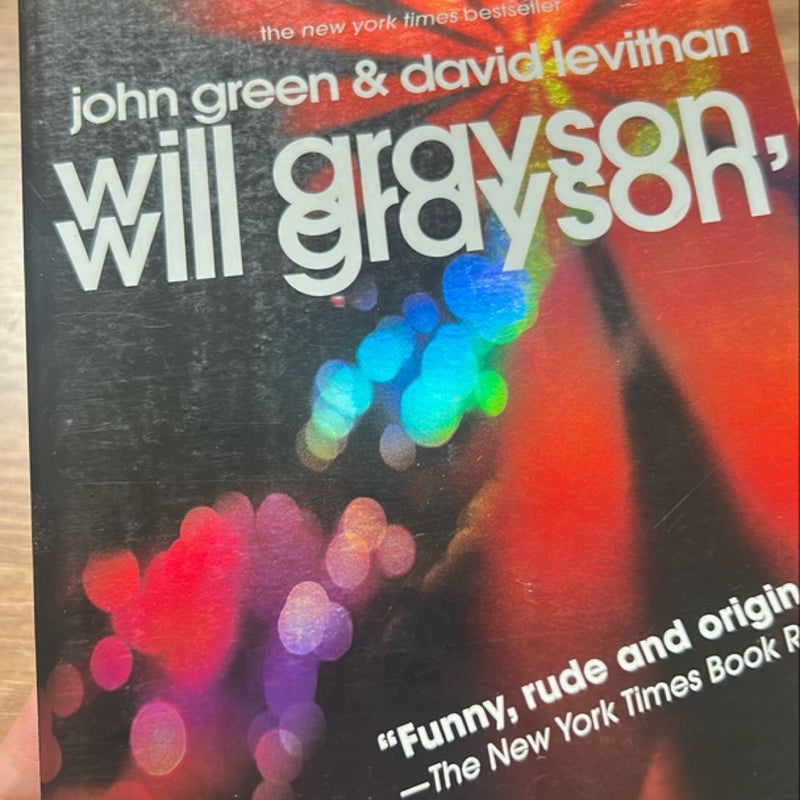 the new york times bestseller
john green & david levithan
will grayson,
will grayson
“Funny, rude and origin
—The New York Times Book R